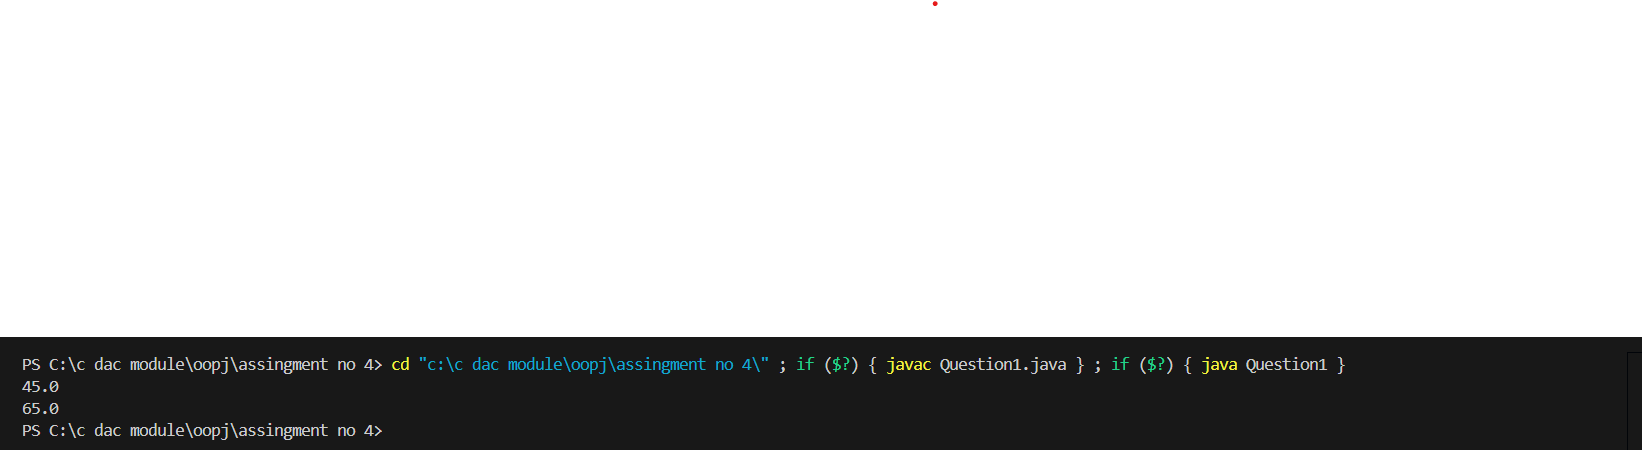 PS C:\c dac module\oopj\assingment no 4> cd "c:\c dac module\oopj\assingment no 4\" ; if ($?) { javac Question1.java } ; if ($?) { java Question1 }
45.0
65.0
PS C:\c dac module\oopj\assingment no 4>